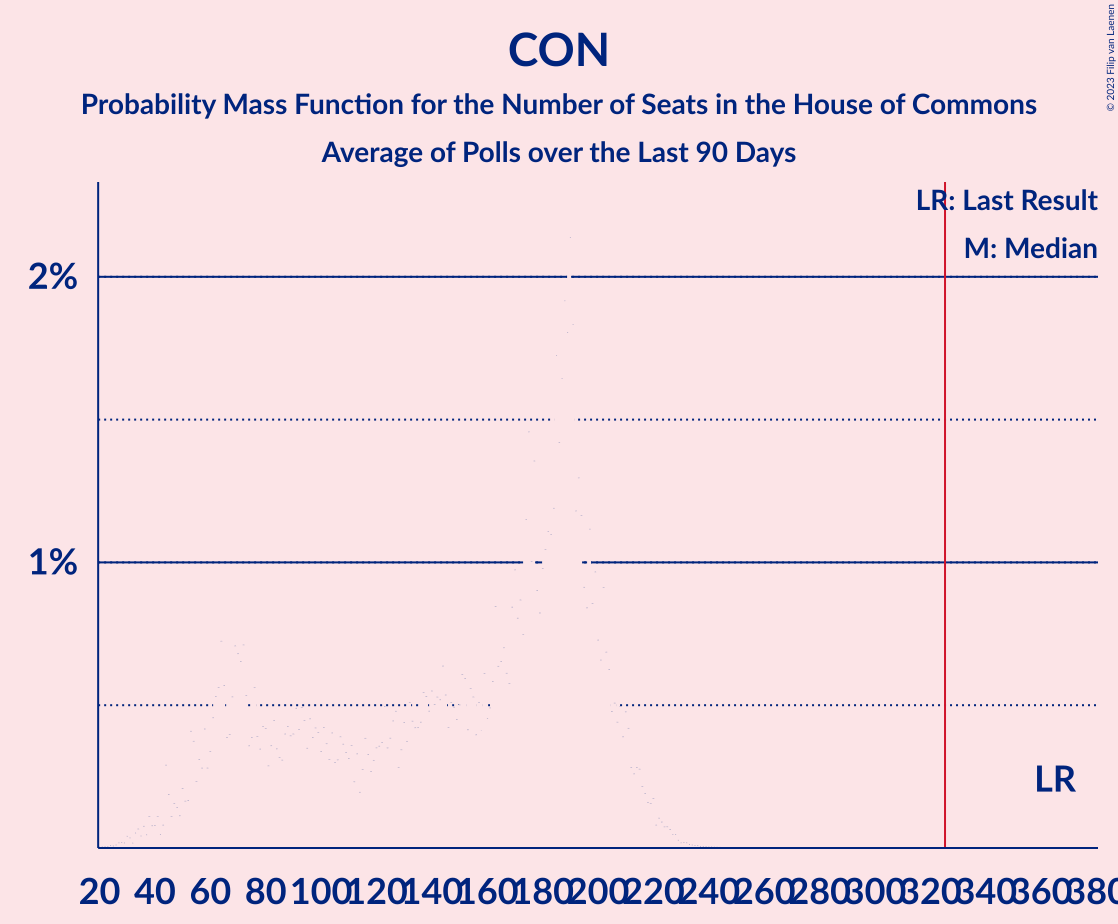 CON
Probability Mass Function for the Number of Seats in the House of Commons
Average of Polls over the Last 90 Days
© 2023 Filip van Laenen
LR: Last Result
M: Median
2%
1%
LR
20 40 60 80 100 120 140 160 180 200 220 240 260 280 300 320 340 360 380